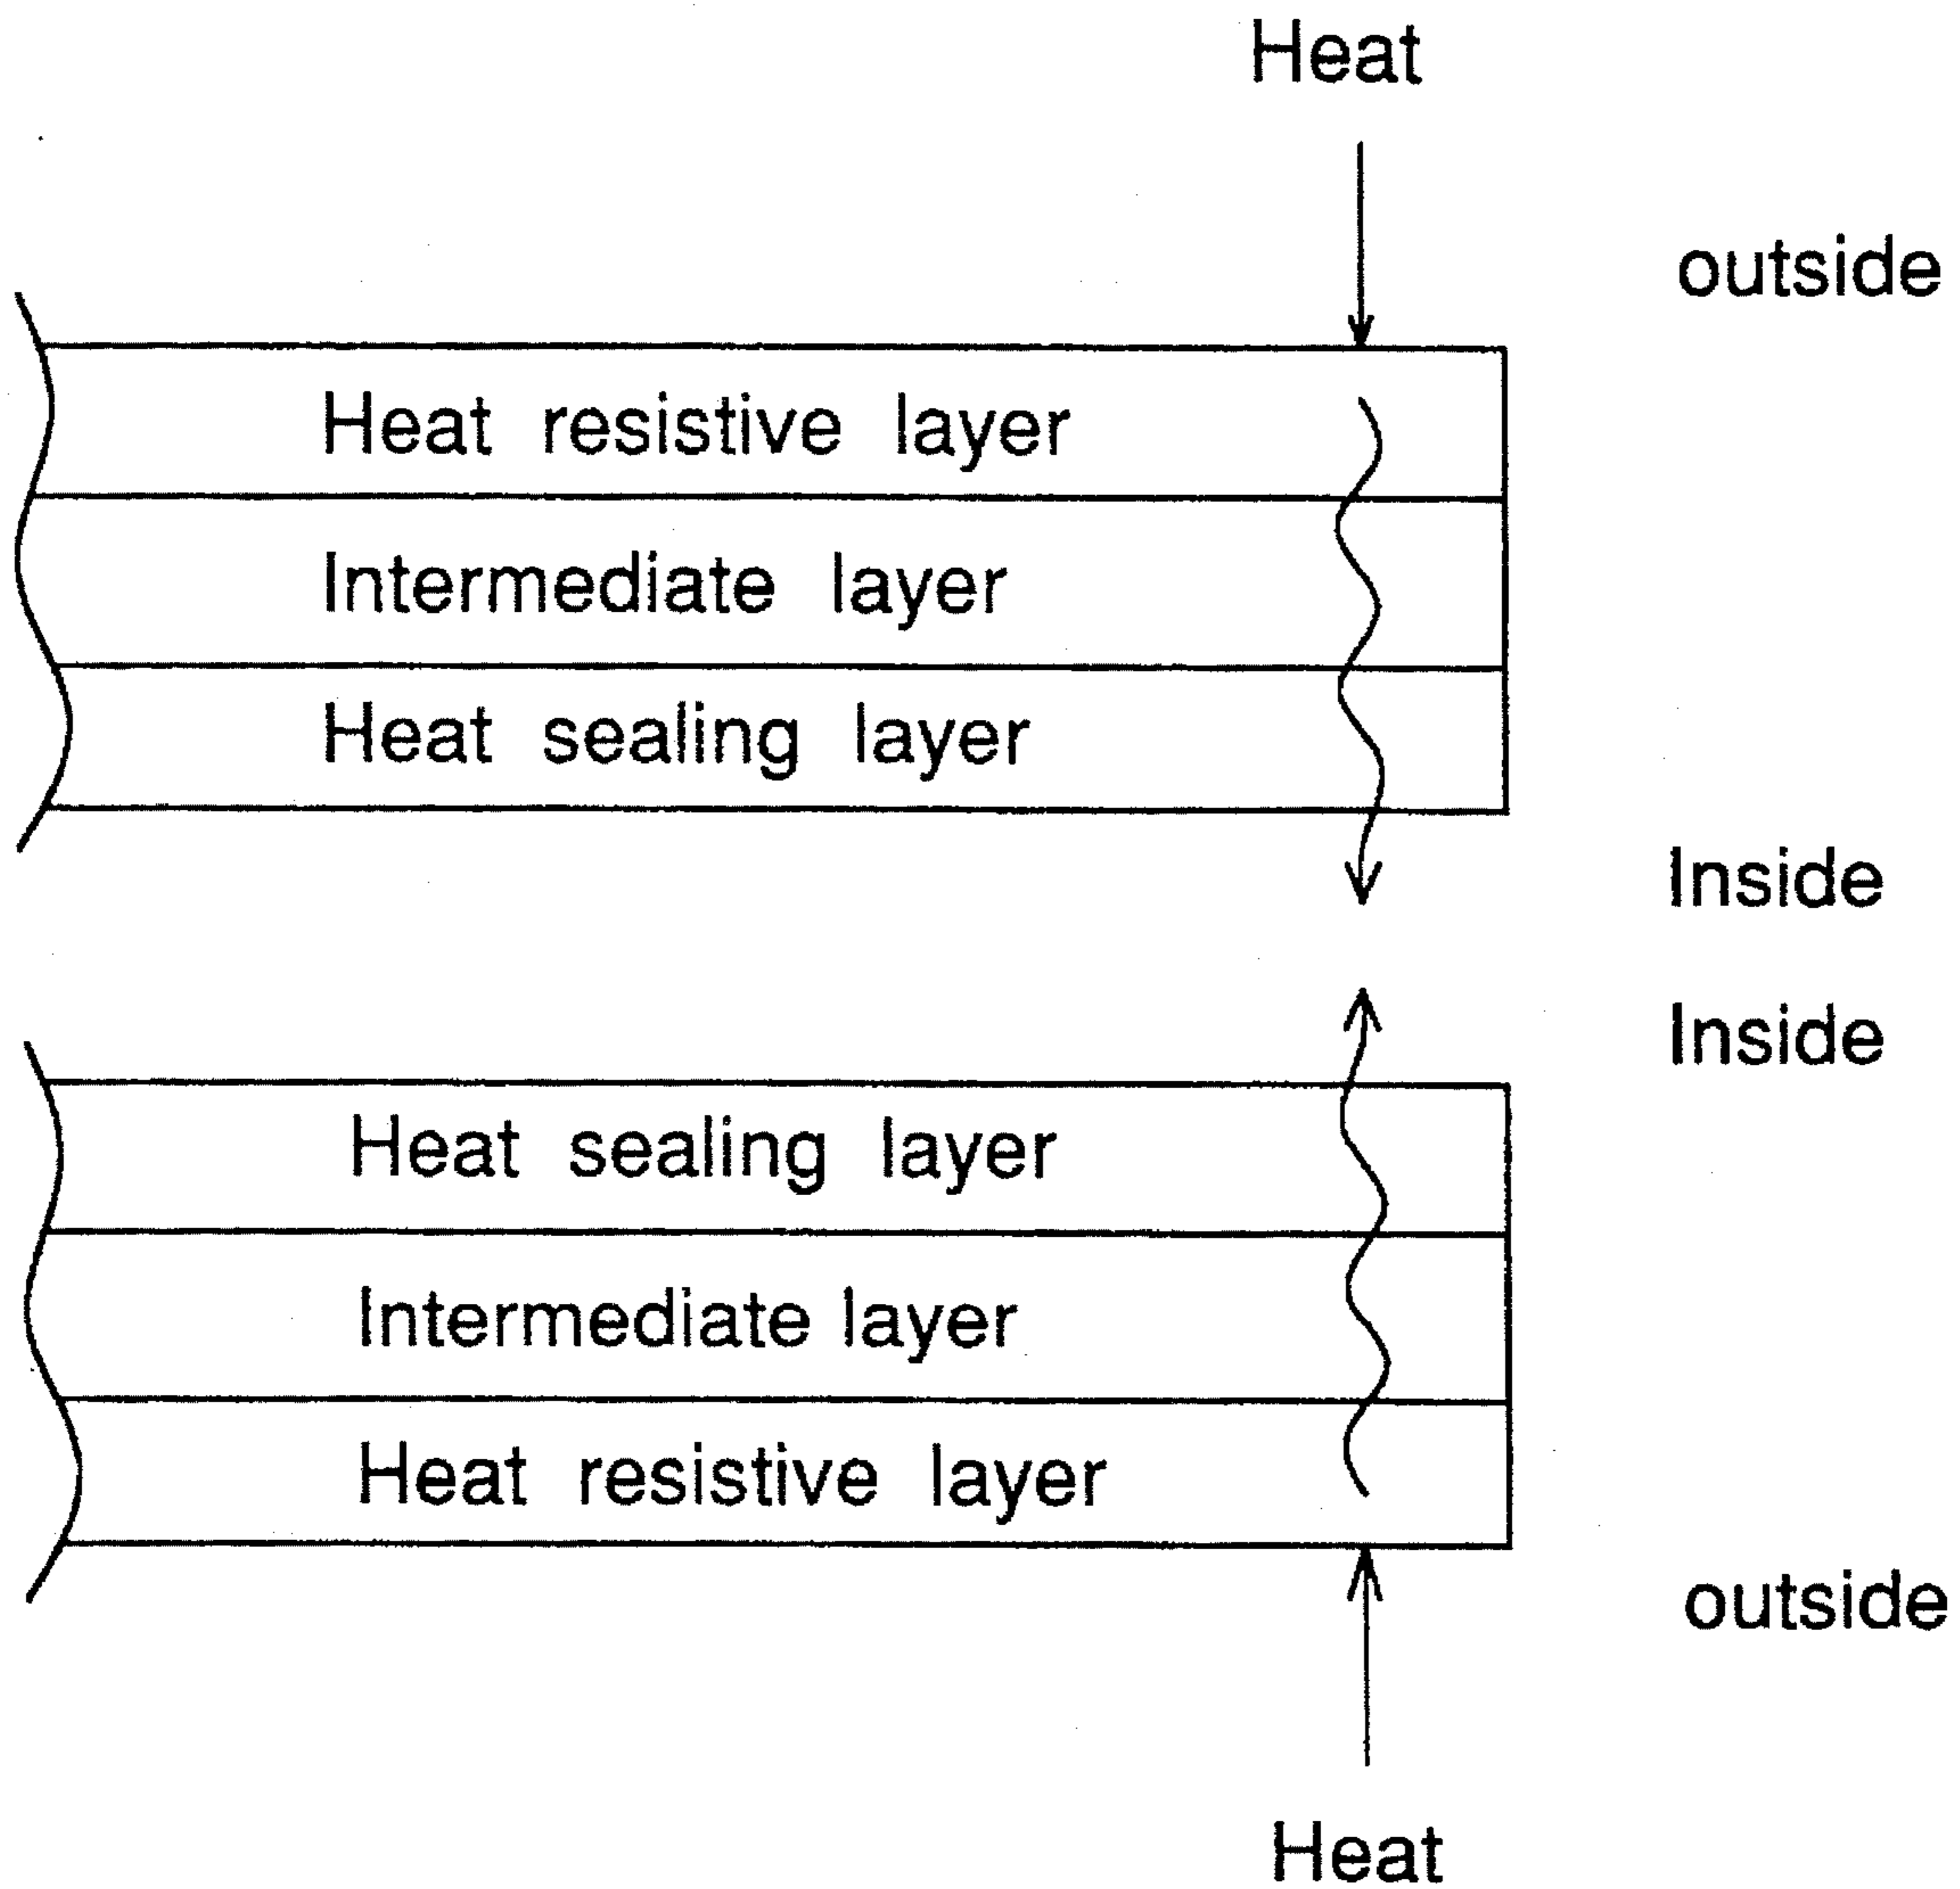 Heat
outside
Heat resistive layer
Intermediate layer
Heat sealing layer
Inside
Inside
Heat sealing layer
Intermediate layer
Heat resistive layer
outside
Heat